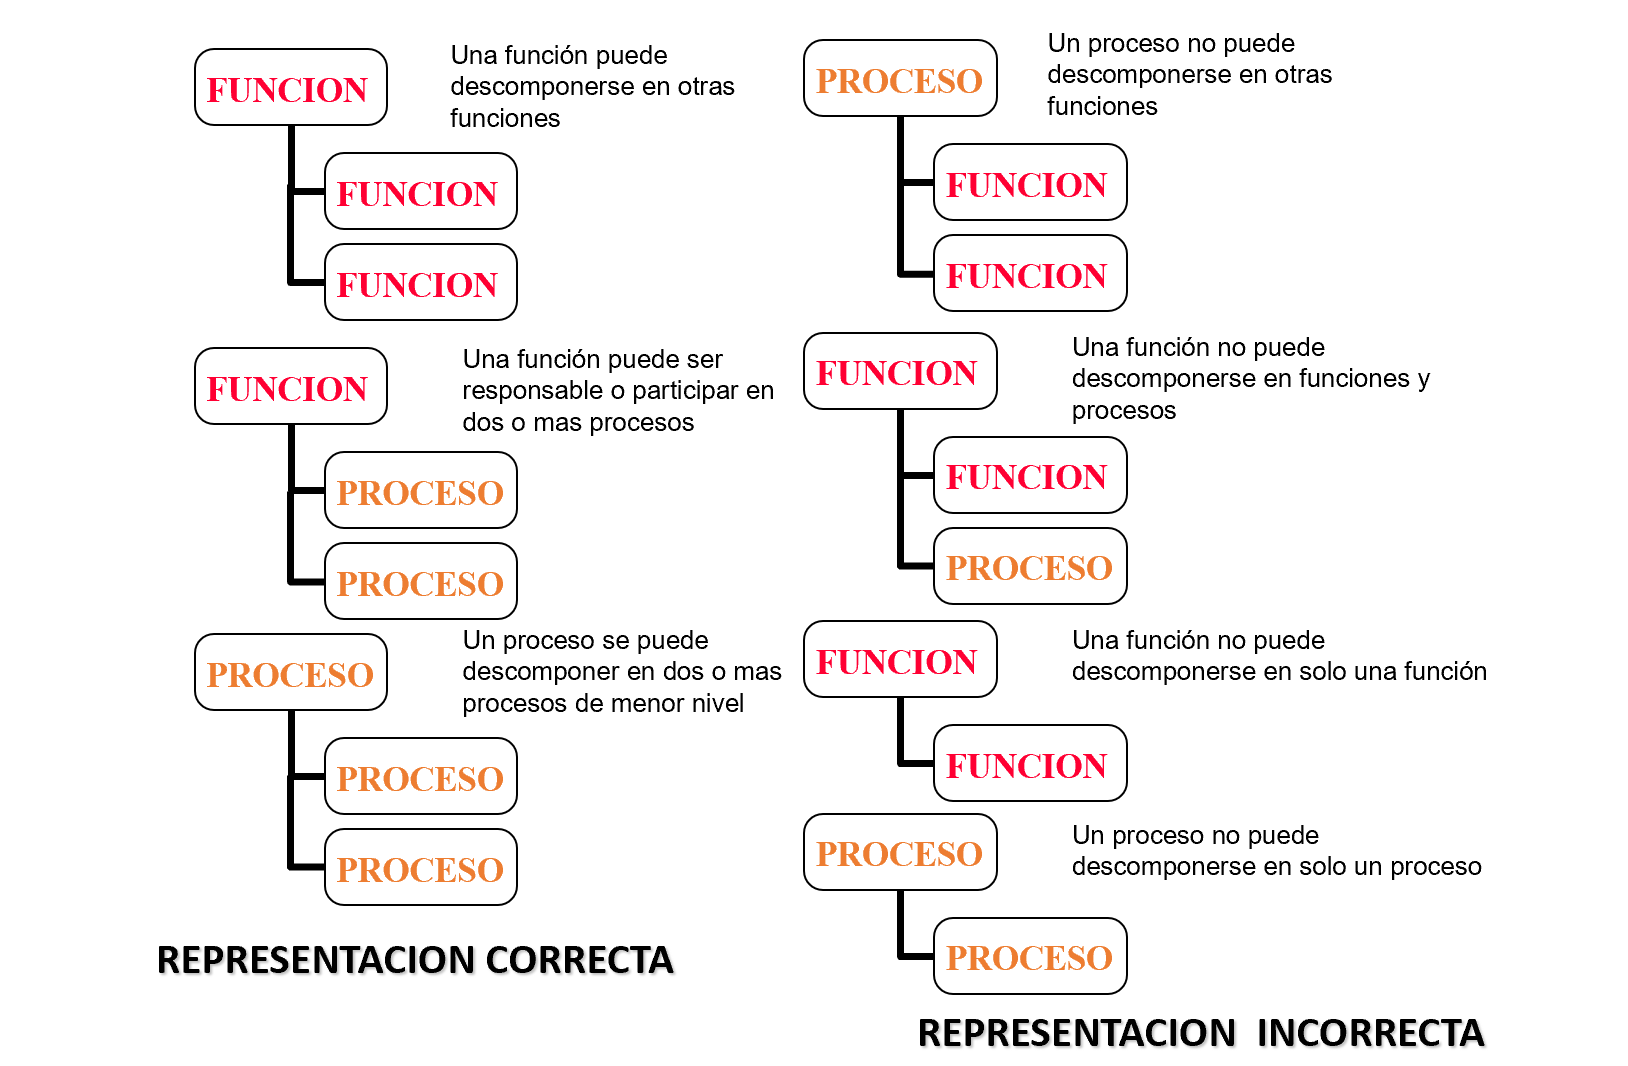 FUNCION
Una función puede
descomponerse en otras
funciones
FUNCION
FUNCION
FUNCION
Una función puede ser
responsable o participar en
dos o mas procesos
PROCESO
PROCESO
PROCESO
Un proceso se puede
descomponer en dos o mas
procesos de menor nivel
PROCESO
PROCESO
REPRESENTACION CORRECTA
PROCESO
Un proceso no puede
descomponerse en otras
funciones
FUNCION
FUNCION
FUNCION
Una función no puede
descomponerse en funciones y
procesos
FUNCION
PROCESO
FUNCION
Una función no puede
descomponerse en solo una función
FUNCION
PROCESO
Un proceso no puede
descomponerse en solo un proceso
PROCESO
REPRESENTACION INCORRECTA